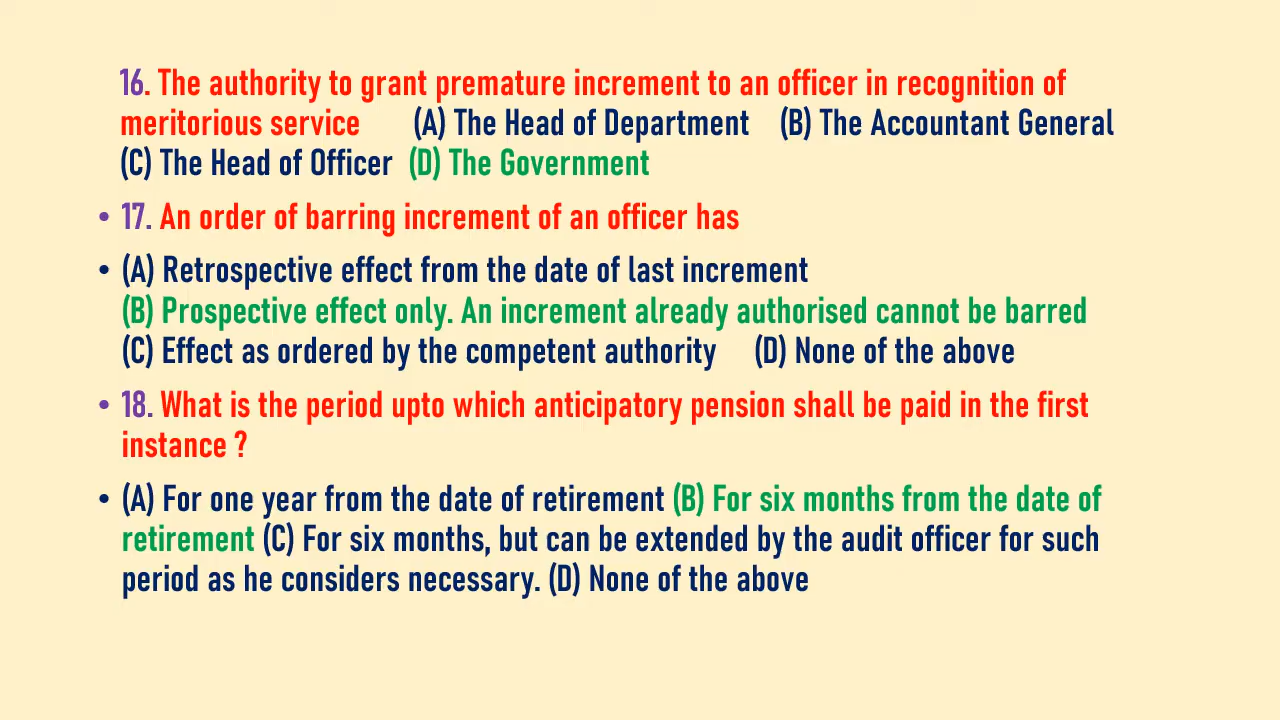 16. The authority to grant premature increment to an officer in recognition of
meritorious service (A) The Head of Department (B) The Accountant General
(C) The Head of Officer (D) The Government
• 17. An order of barring increment of an officer has
• (A) Retrospective effect from the date of last increment
(B) Prospective effect only. An increment already authorised cannot be barred
(C) Effect as ordered by the competent authority (D) None of the above
• 18. What is the period upto which anticipatory pension shall be paid in the first
instance ?
• (A) For one year from the date of retirement (B) For six months from the date of
retirement (C) For six months, but can be extended by the audit officer for such
period as he considers necessary. (D) None of the above